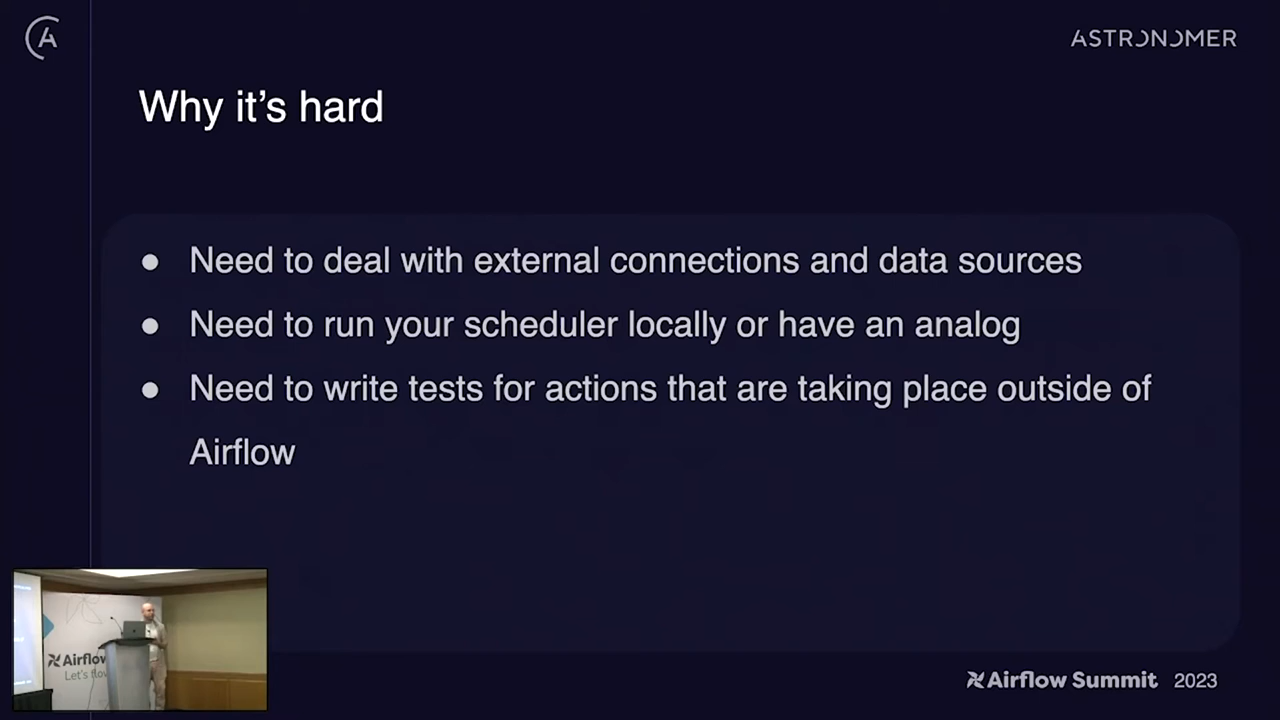 ASTRONOMER
Why it's hard
● Need to deal with external connections and data sources
● Need to run your scheduler locally or have an analog
● Need to write tests for actions that are taking place outside of
Airflow
Airflow
Let's flow
Airflow Summit 2023